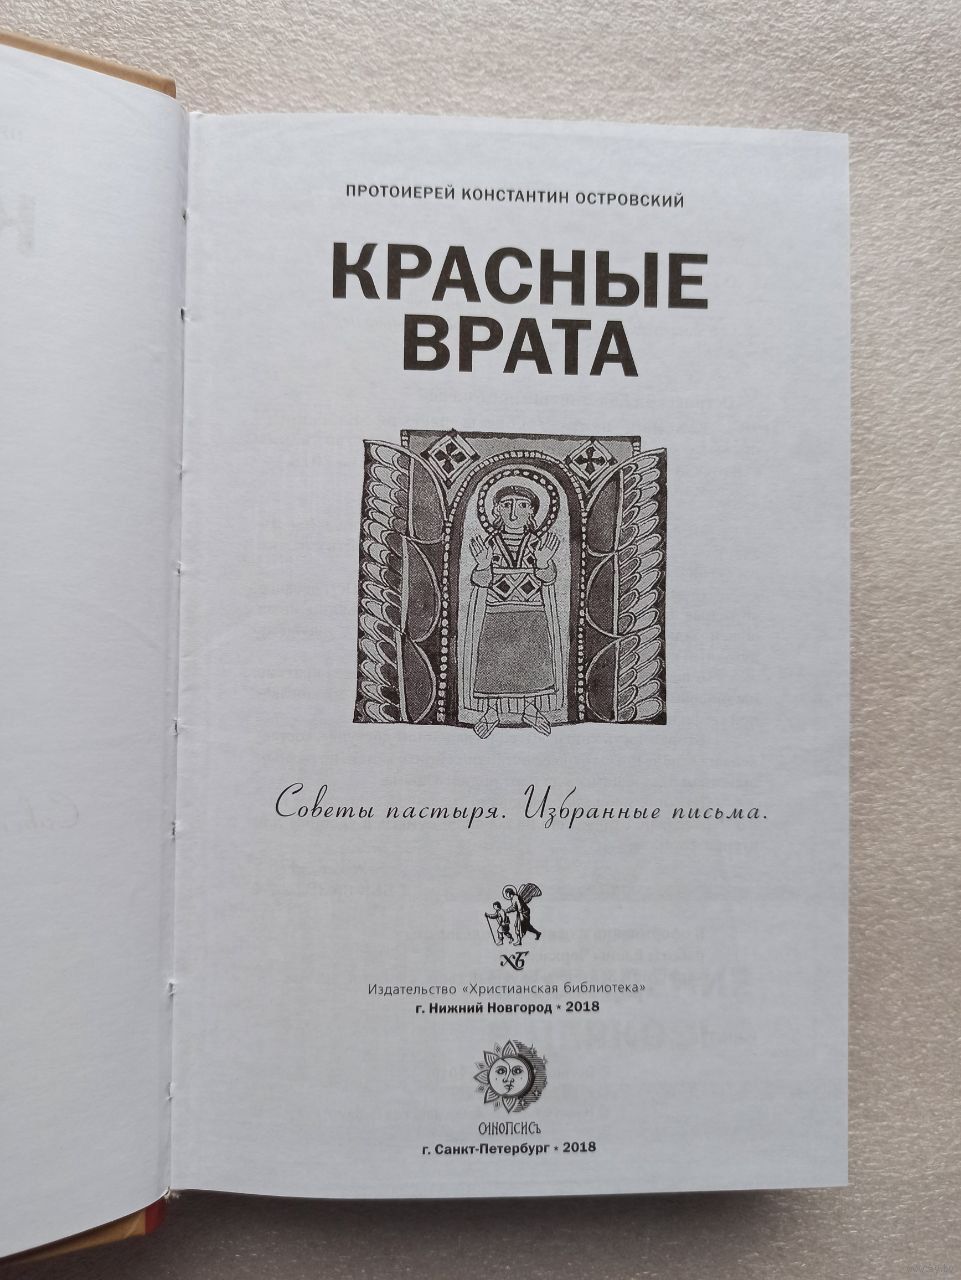 ПРОТОИЕРЕЙ КОНСТАНТИН ОСТРОВСКИЙ
КРАСНЫЕ
ВРАТА
Советы пастыря. Избранные письма.
ХБ
Издательство «Христианская библиотека»
г. Нижний Новгород * 2018
СИНОПСИСЪ
г. Санкт-Петербург * 2018